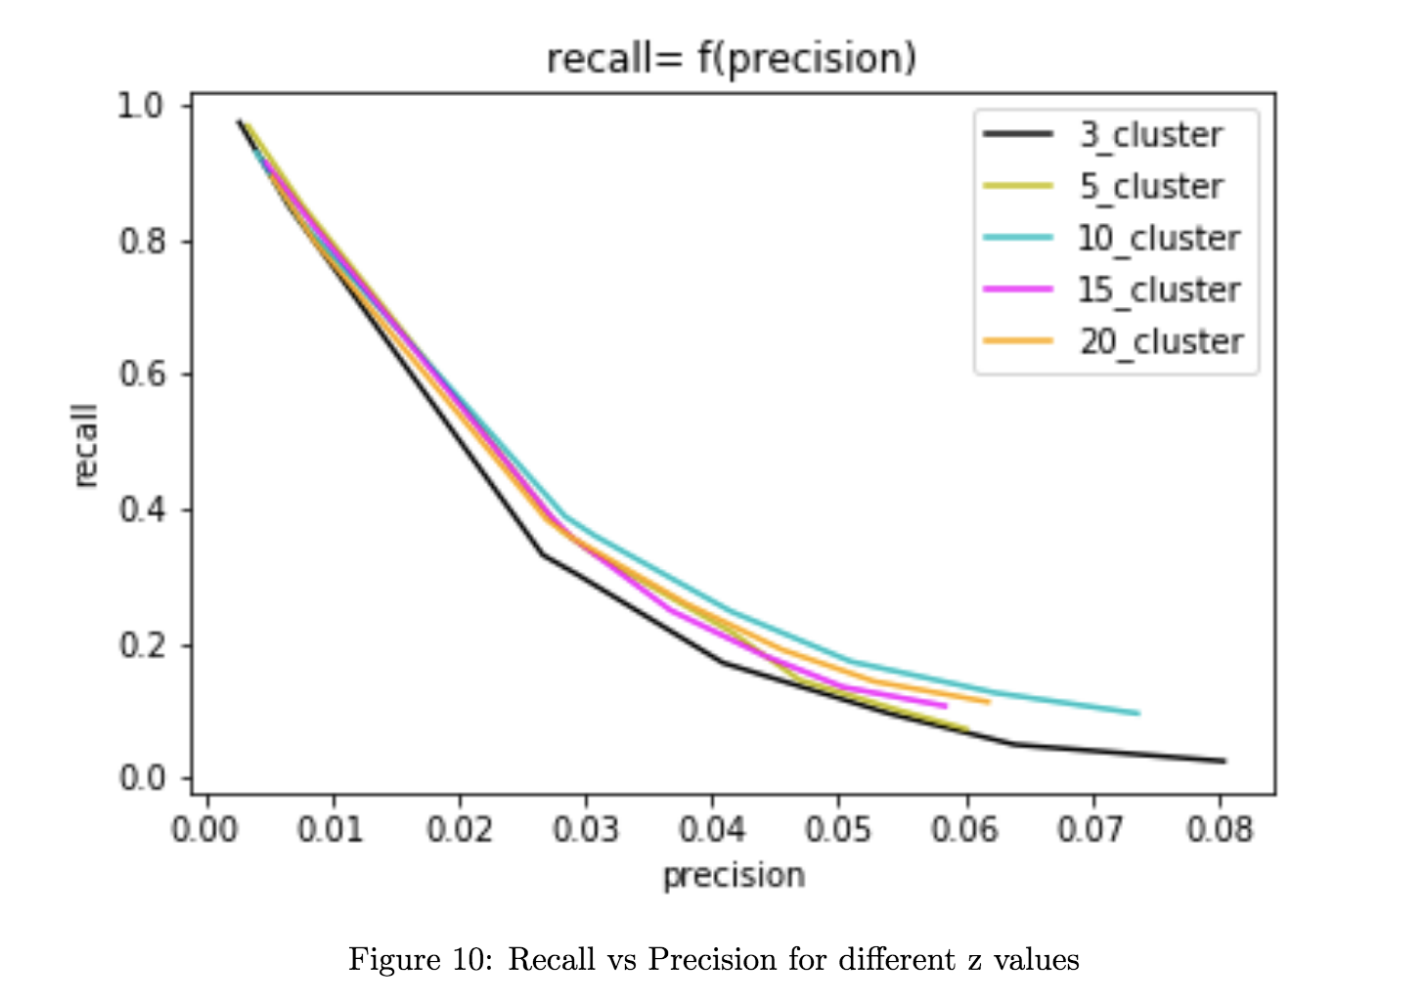 recall= f(precision)
1.0
0.8
0.6
0.4
0.2
0.0
recall
3_cluster
5_cluster
10_cluster
15_cluster
20_cluster
0.00 0.01 0.02 0.03 0.04 0.05 0.06 0.07 0.08
precision
Figure 10: Recall vs Precision for different z values